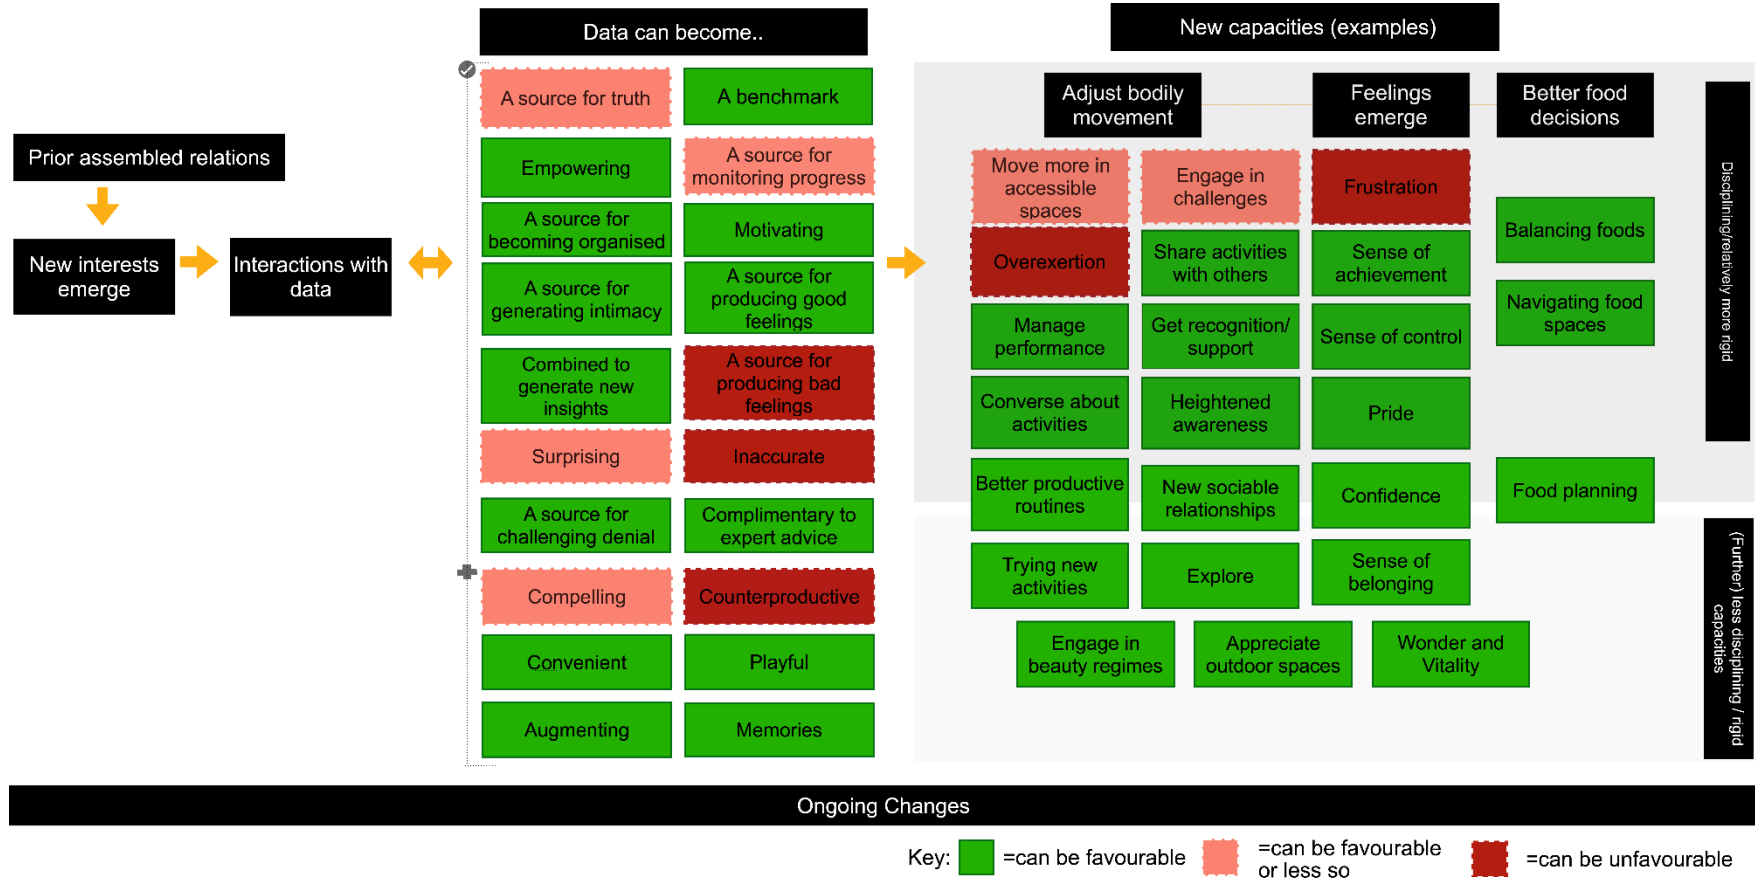 Data can become..
New capacities (examples)
Prior assembled relations
New interests
emerge
Interactions with
data
A source for truth
A benchmark
Empowering
A source for
monitoring progress
A source for
becoming organised
Motivating
A source for
generating intimacy
A source for
producing good
feelings
Combined to
generate new
insights
A source for
producing bad
feelings
Surprising
Inaccurate
A source for
challenging denial
Complimentary to
expert advice
Compelling
Counterproductive
Convenient
Playful
Augmenting
Memories
Adjust bodily
movement
Feelings
emerge
Better food
decisions
Move more in
accessible
spaces
Engage in
challenges
Frustration
Overexertion
Share activities
with others
Sense of
achievement
Balancing foods
Manage
performance
Get recognition/
support
Sense of control
Navigating food
spaces
Converse about
activities
Heightened
awareness
Pride
Better productive
routines
New sociable
relationships
Confidence
Food planning
Trying new
activities
Explore
Sense of
belonging
Engage in
beauty regimes
Appreciate
outdoor spaces
Wonder and
Vitality
Disciplining/relatively more rigid
(Further) less disciplining / rigid
capacities
Ongoing Changes
Key:
=can be favourable
=can be favourable
or less so
=can be unfavourable